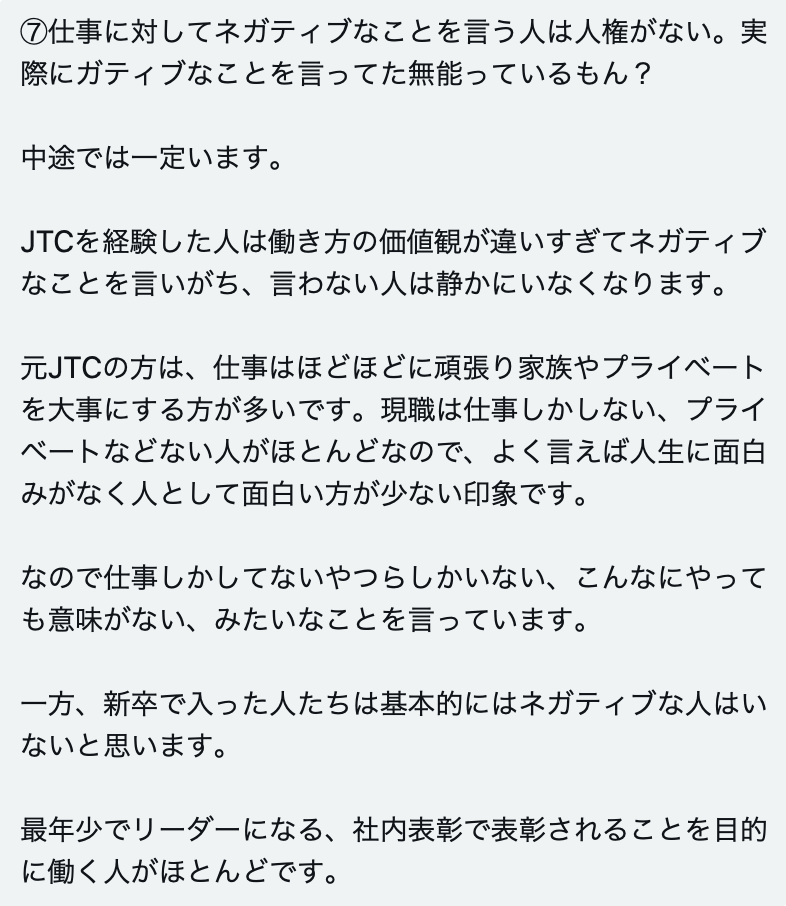 ⑦仕事に対してネガティブなことを言う人は人権がない。実
際にガティブなことを言ってた無能っているもん？
中途では一定います。
JTCを経験した人は働き方の価値観が違いすぎてネガティブ
なことを言いがち、言わない人は静かにいなくなります。
元JTCの方は、仕事はほどほどに頑張り家族やプライベート
を大事にする方が多いです。現職は仕事しかしない、プライ
ベートなどない人がほとんどなので、よく言えば人生に面白
みがなく人として面白い方が少ない印象です。
なので仕事しかしてないやつらしかいない、こんなにやって
も意味がない、みたいなことを言っています。
一方、新卒で入った人たちは基本的にはネガティブな人はい
ないと思います。
最年少でリーダーになる、社内表彰で表彰されることを目的
に働く人がほとんどです。